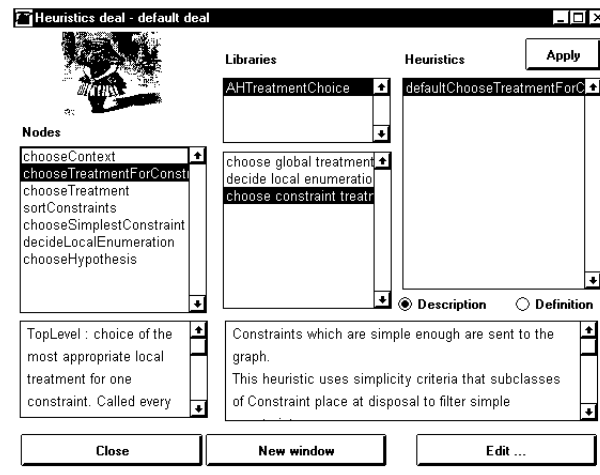 Heuristics deal - default deal
Libraries
Heuristics
Apply
AHTreatmentChoice
defaultChooseTreatmentForC
Nodes
chooseContext
chooseTreatmentForConstr
chooseTreatment
sortConstraints
chooseSimplestConstraint
decideLocalEnumeration
chooseHypothesis
choose global treatment
decide local enumeratio
choose constraint treatr
Description
Definition
TopLevel : choice of the
most appropriate local
treatment for one
constraint. Called every
Constraints which are simple enough are sent to the
graph.
This heuristic uses simplicity criteria that subclasses
of Constraint place at disposal to filter simple
Close
New window
Edit ...